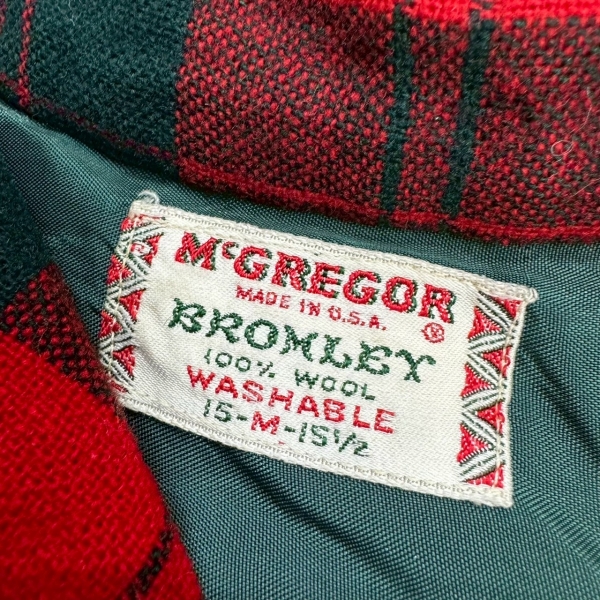 McGREGOR
MADE IN U.S.A. ®
BROMLEY
100% WOOL
WASHABLE
15-M-15½